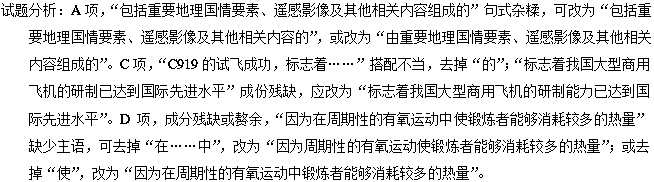 试题分析：A 项，“包括重要地理国情要素、遥感影像及其他相关内容组成的”句式杂糅，可改为“包括重
要地理国情要素、遥感影像及其他相关内容的”，或改为“由重要地理国情要素、遥感影像及其他相关
内容组成的”。C 项，“C919 的试飞成功，标志着……”搭配不当，去掉“的”；“标志着我国大型商用
飞机的研制已达到国际先进水平”成份残缺，应改为“标志着我国大型商用飞机的研制能力已达到国
际先进水平”。D 项，成分残缺或赘余，“因为在周期性的有氧运动中使锻炼者能够消耗较多的热量”
缺少主语，可去掉“在……中”，改为“因为周期性的有氧运动使锻炼者能够消耗较多的热量”；或去
掉“使”，改为“因为在周期性的有氧运动中锻炼者能够消耗较多的热量”。